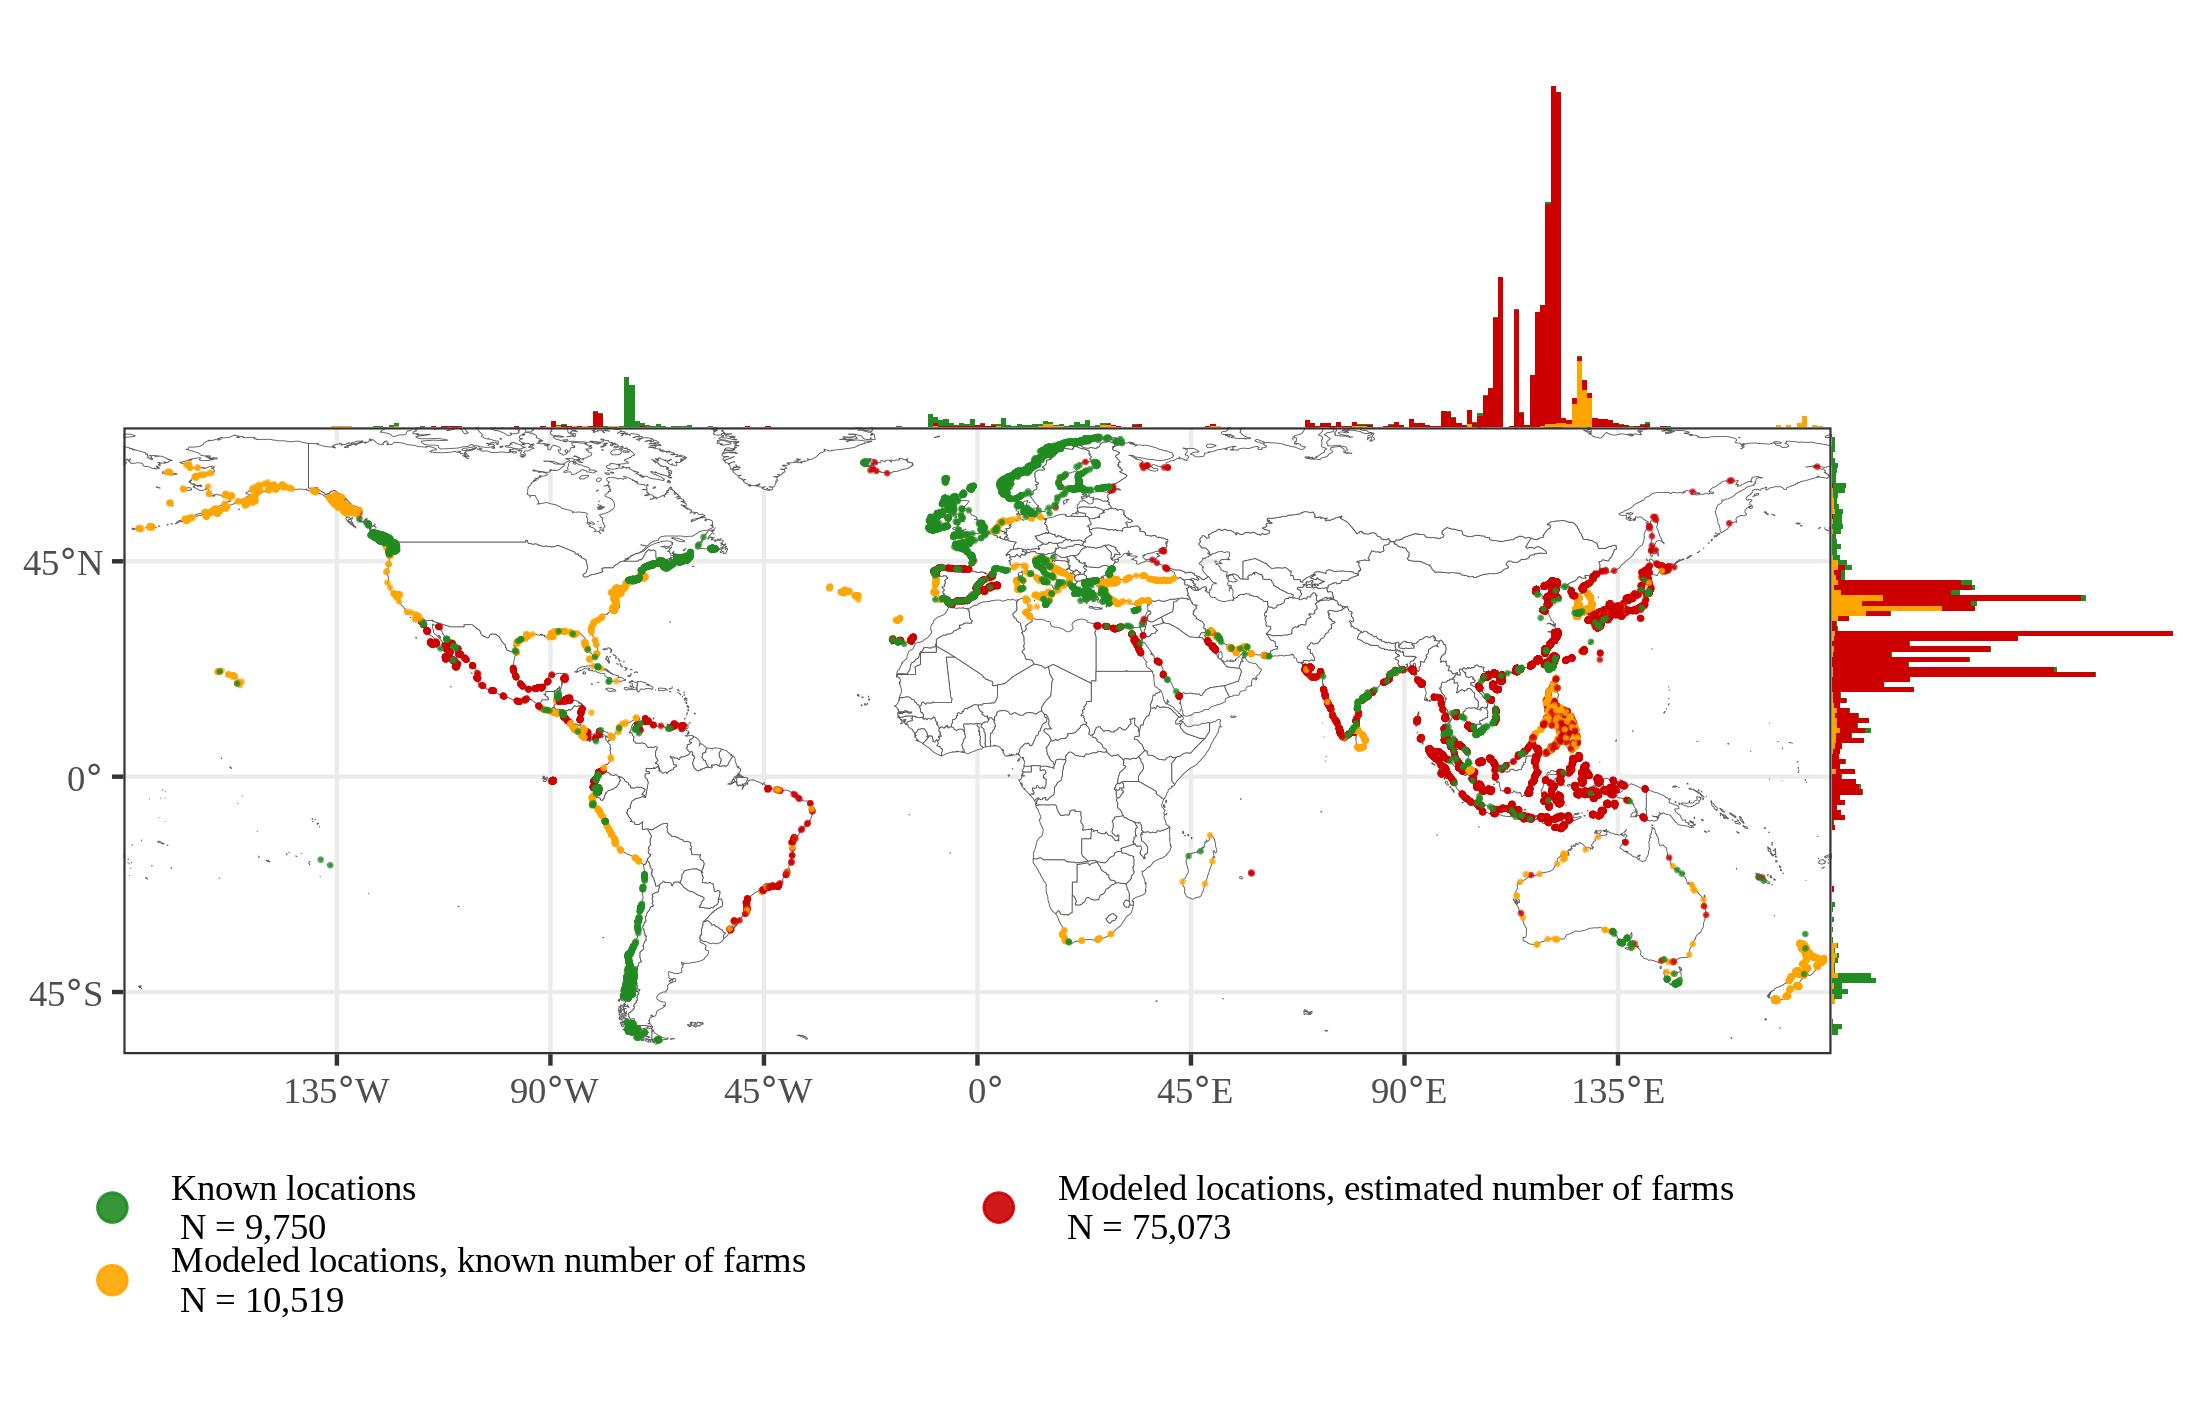 45°N
0°
45°S
135°W
90°W
45°W
0°
45°E
90°E
135°E
Known locations
N = 9,750
Modeled locations, known number of farms
N = 10,519
Modeled locations, estimated number of farms
N = 75,073